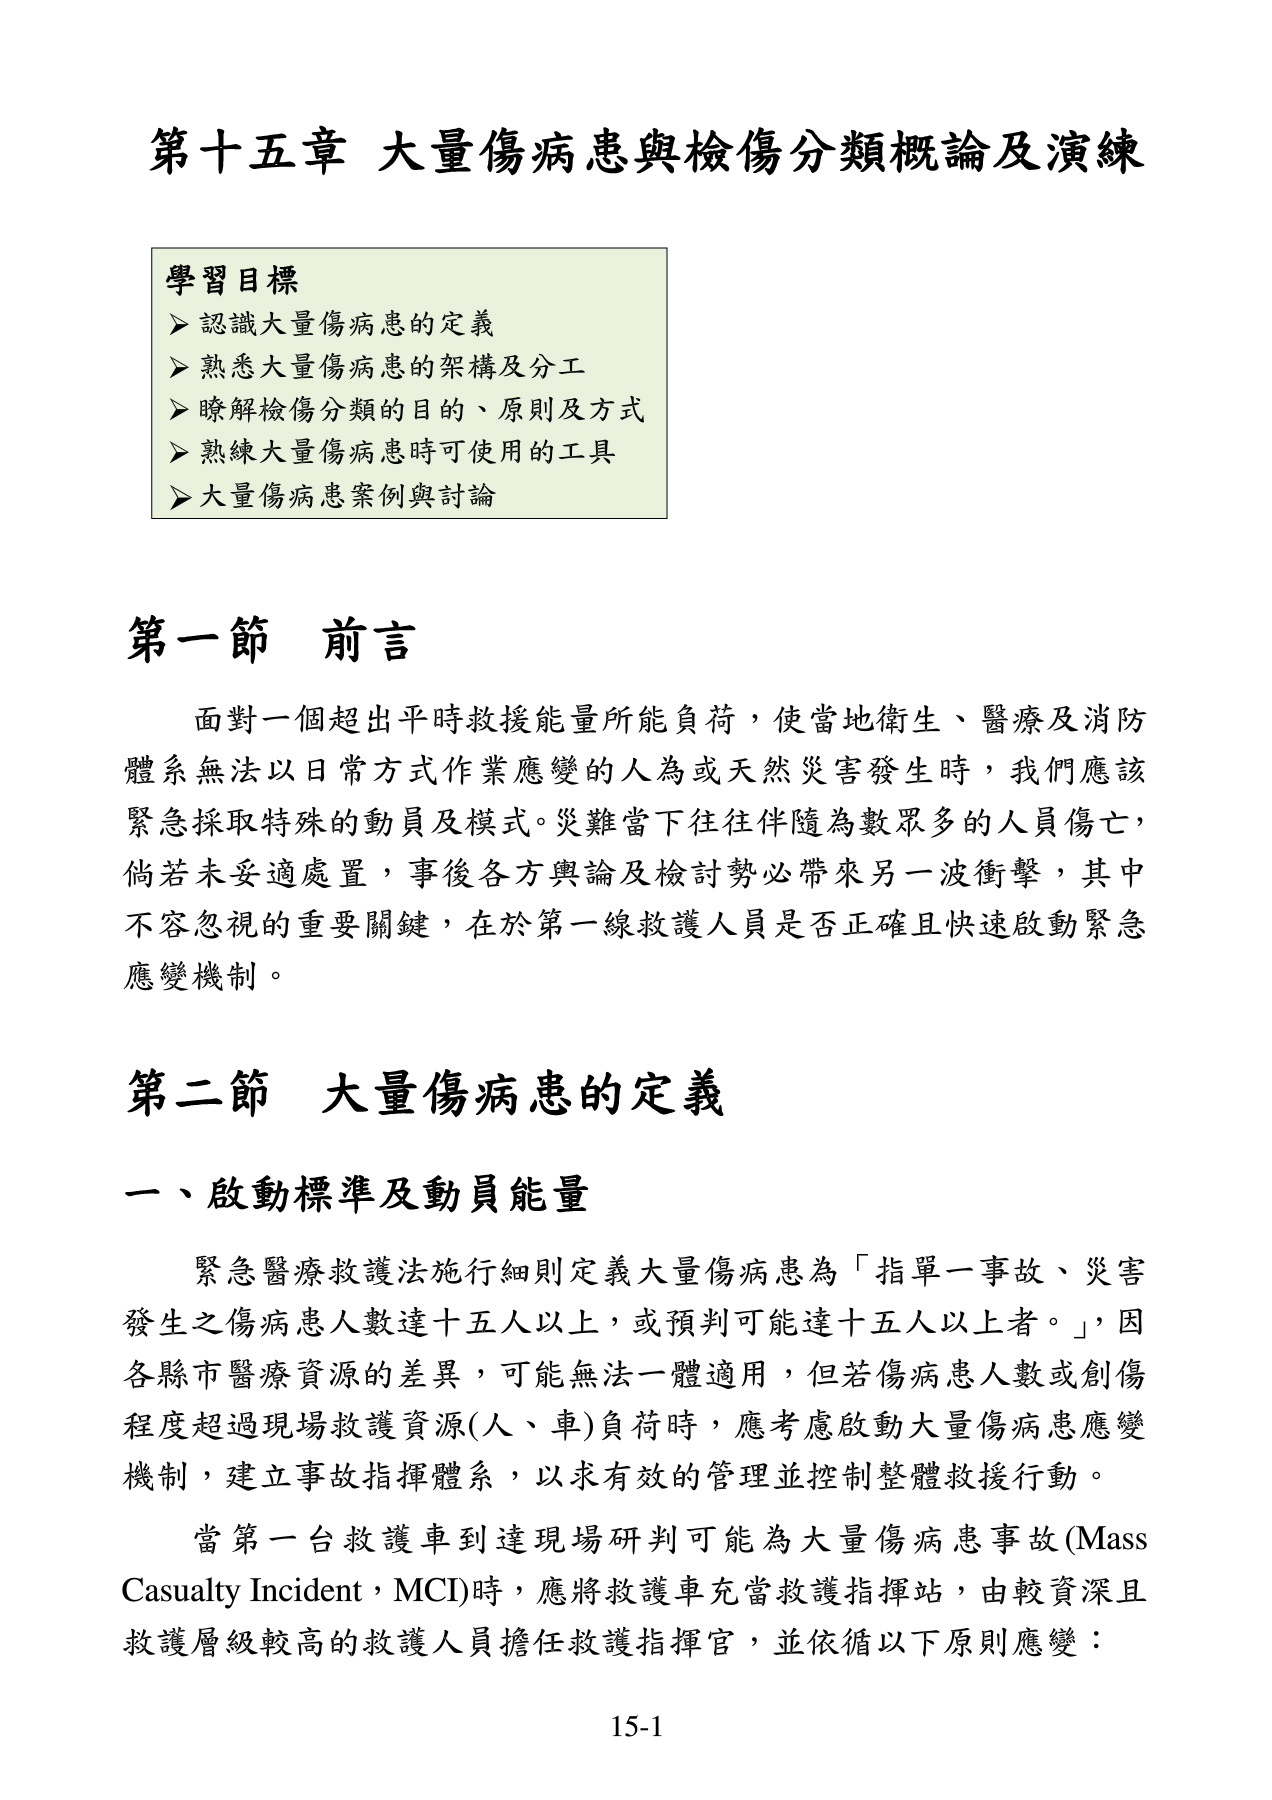 第十五章 大量傷病患與檢傷分類概論及演練
學習目標
➢ 認識大量傷病患的定義
➢ 熟悉大量傷病患的架構及分工
➢ 瞭解檢傷分類的目的、原則及方式
➢ 熟練大量傷病患時可使用的工具
➢ 大量傷病患案例與討論
第一節　前言
面對一個超出平時救援能量所能負荷，使當地衛生、醫療及消防
體系無法以日常方式作業應變的人為或天然災害發生時，我們應該
緊急採取特殊的動員及模式。災難當下往往伴隨為數眾多的人員傷亡，
倘若未妥適處置，事後各方輿論及檢討勢必帶來另一波衝擊，其中
不容忽視的重要關鍵，在於第一線救護人員是否正確且快速啟動緊急
應變機制。
第二節　大量傷病患的定義
一、啟動標準及動員能量
緊急醫療救護法施行細則定義大量傷病患為「指單一事故、災害
發生之傷病患人數達十五人以上，或預判可能達十五人以上者。」，因
各縣市醫療資源的差異，可能無法一體適用，但若傷病患人數或創傷
程度超過現場救護資源(人、車)負荷時，應考慮啟動大量傷病患應變
機制，建立事故指揮體系，以求有效的管理並控制整體救援行動。
當第一台救護車到達現場研判可能為大量傷病患事故(Mass
Casualty Incident，MCI)時，應將救護車充當救護指揮站，由較資深且
救護層級較高的救護人員擔任救護指揮官，並依循以下原則應變：
15-1